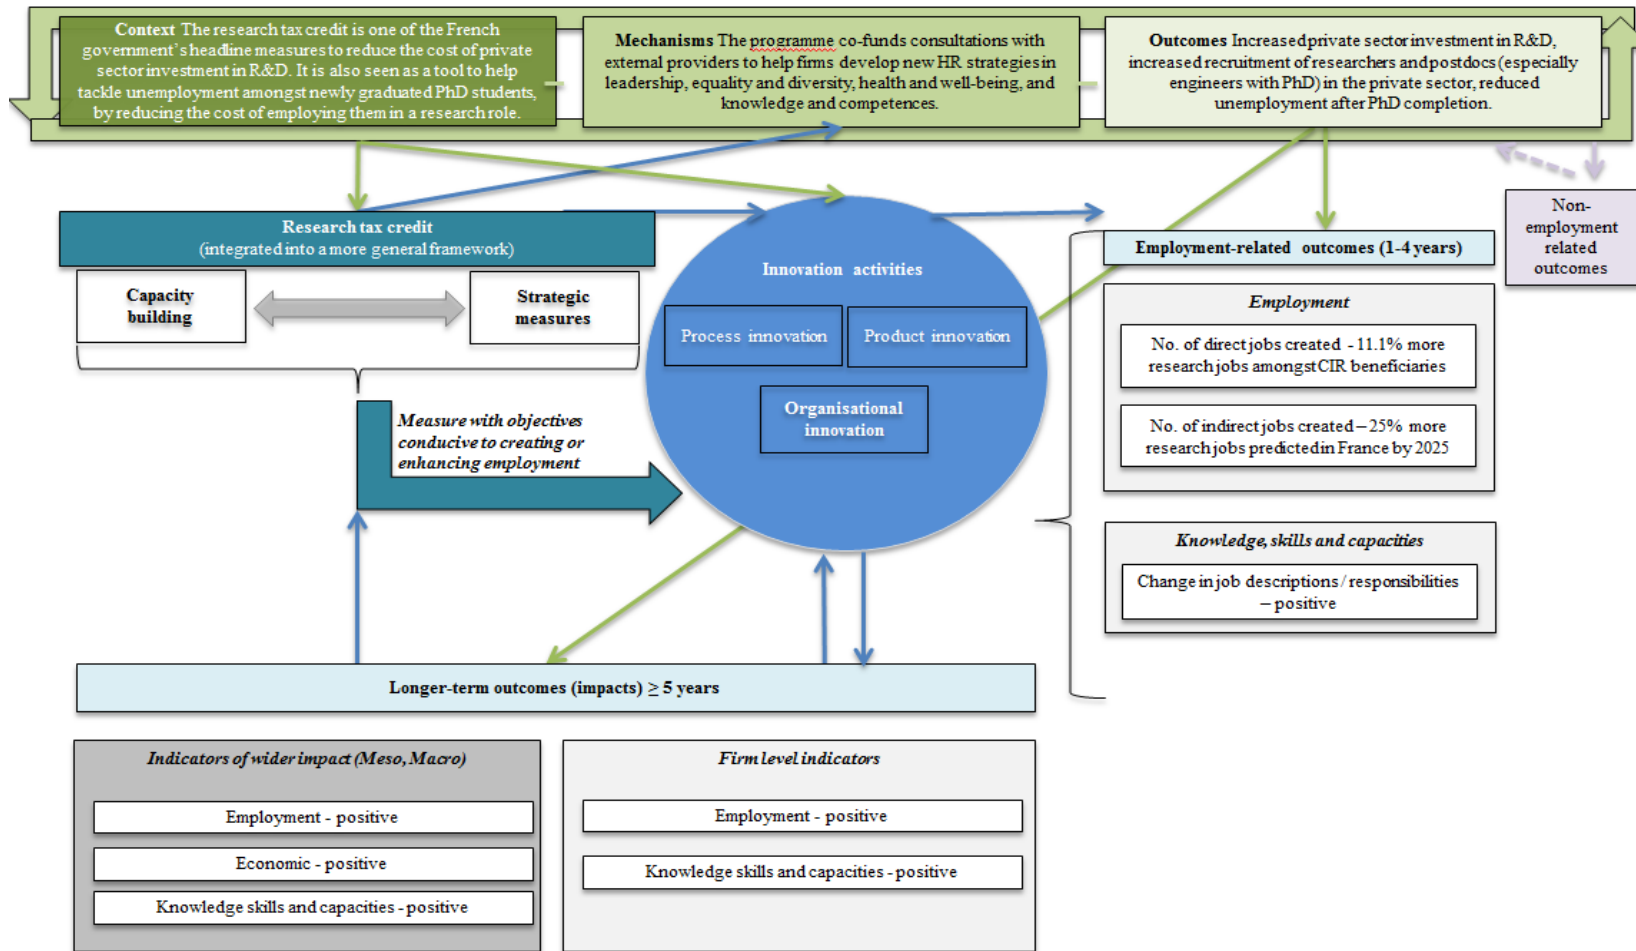 Context The research tax credit is one of the French
government's headline measures to reduce the cost of private
sector investment in R&D. It is also seen as a tool to help
tackle unemployment amongst newly graduated PhD students,
by reducing the cost of employing them in a research role.
Mechanisms The programme co-funds consultations with
external providers to help firms develop new HR strategies in
leadership, equality and diversity, health and well-being, and
knowledge and competences.
Outcomes Increased private sector investment in R&D,
increased recruitment of researchers and postdocs (especially
engineers with PhD) in the private sector, reduced
unemployment after PhD completion.
Research tax credit
(integrated into a more general framework)
Capacity
building
Strategic
measures
Measure with objectives
conducive to creating or
enhancing employment
Innovation activities
Process innovation
Product innovation
Organisational
innovation
Non-
employment
related
outcomes
Employment-related outcomes (1-4 years)
Employment
No. of direct jobs created - 11.1% more
research jobs amongst CIR beneficiaries
No. of indirect jobs created – 25% more
research jobs predicted in France by 2025
Knowledge, skills and capacities
Change in job descriptions / responsibilities
– positive
Longer-term outcomes (impacts) ≥ 5 years
Indicators of wider impact (Meso, Macro)
Employment - positive
Economic - positive
Knowledge skills and capacities - positive
Firm level indicators
Employment - positive
Knowledge skills and capacities - positive